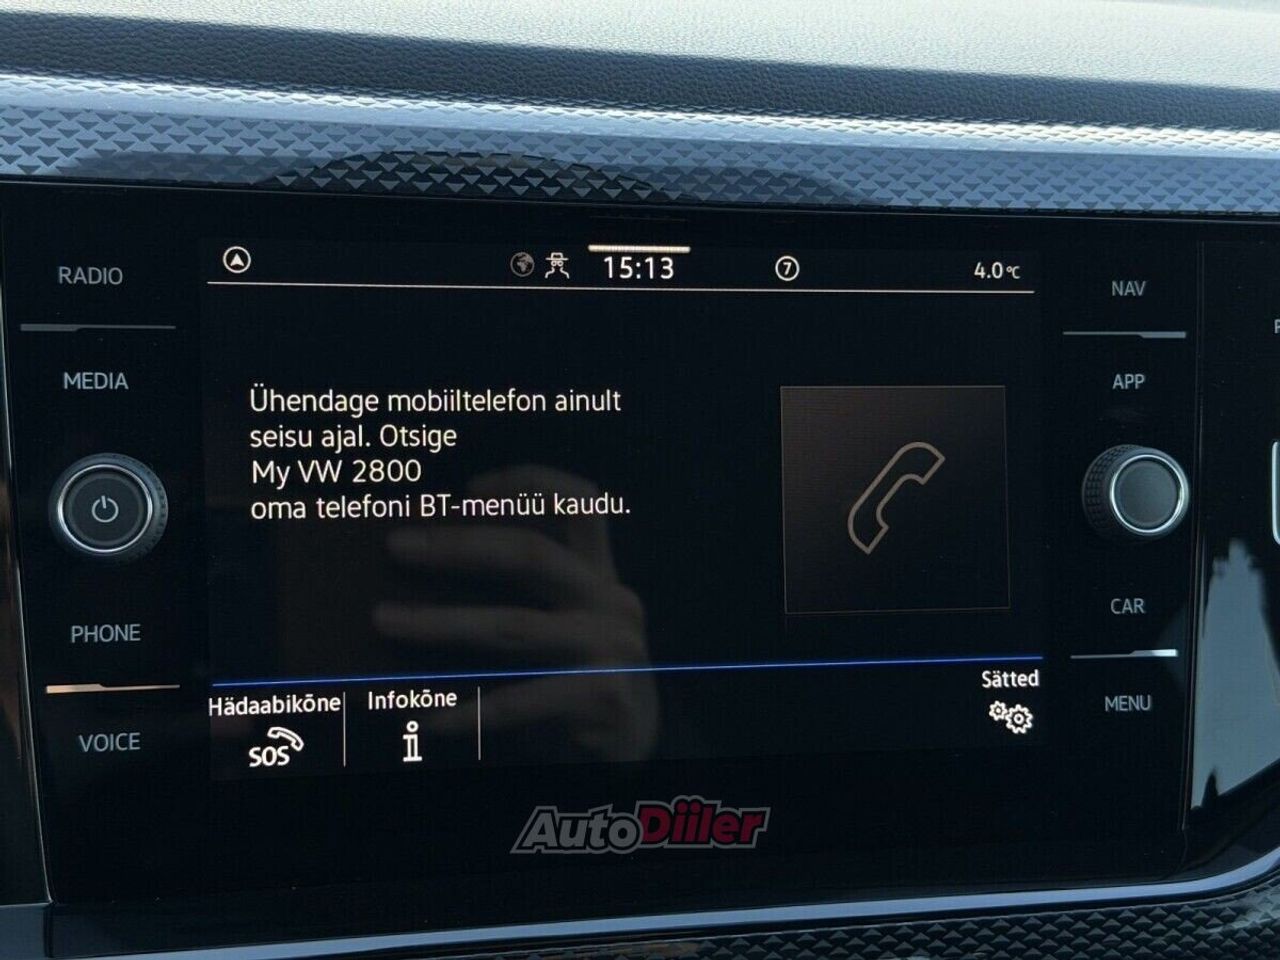 RADIO
MEDIA
PHONE
VOICE
15:13
7
4.0°C
Ühendage mobiiltelefon ainult
seisu ajal. Otsige
My VW 2800
oma telefoni BT-menüü kaudu.
Hädaabikõne
SOS
Infokõne
i
Sätted
NAV
APP
CAR
MENU
AutoDiiler